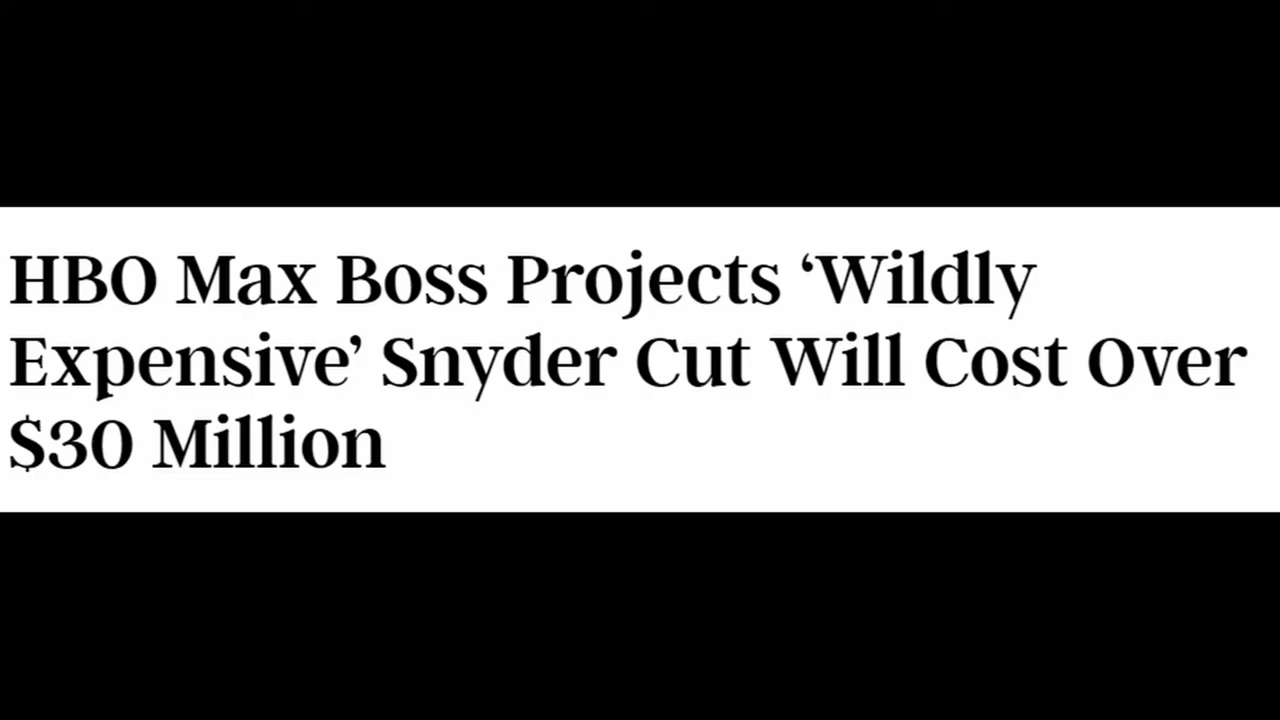 HBO Max Boss Projects ‘Wildly
Expensive’ Snyder Cut Will Cost Over
$30 Million